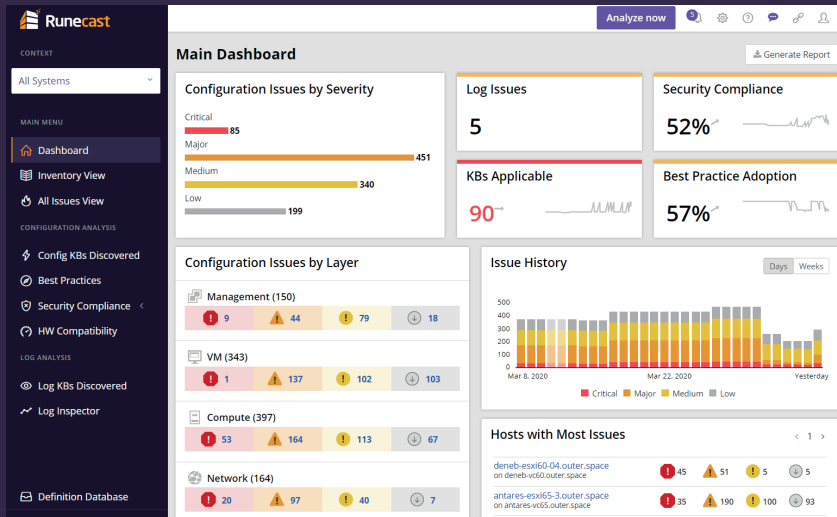 Runecast
Analyze now
5
CONTEXT
All Systems
MAIN MENU
Dashboard
Inventory View
All Issues View
CONFIGURATION ANALYSIS
Config KBs Discovered
Best Practices
Security Compliance
HW Compatibility
LOG ANALYSIS
Log KBs Discovered
Log Inspector
Definition Database
Main Dashboard
Generate Report
Configuration Issues by Severity
Critical
85
Major
451
Medium
340
Low
199
Log Issues
5
Security Compliance
52%
KBs Applicable
90
Best Practice Adoption
57%
Configuration Issues by Layer
Management (150)
9 44 79 18
VM (343)
1 137 102 103
Compute (397)
53 164 113 67
Network (164)
20 97 40 7
Issue History
Days Weeks
500
400
300
200
100
0
Mar 8, 2020 Mar 22, 2020 Yesterday
Critical Major Medium Low
Hosts with Most Issues
< 1 >
deneb-esxi60-04.outer.space
on deneb-vc60.outer.space
45 51 5 5
antares-esxi65-3.outer.space
on antares-vc65.outer.space
35 190 100 93